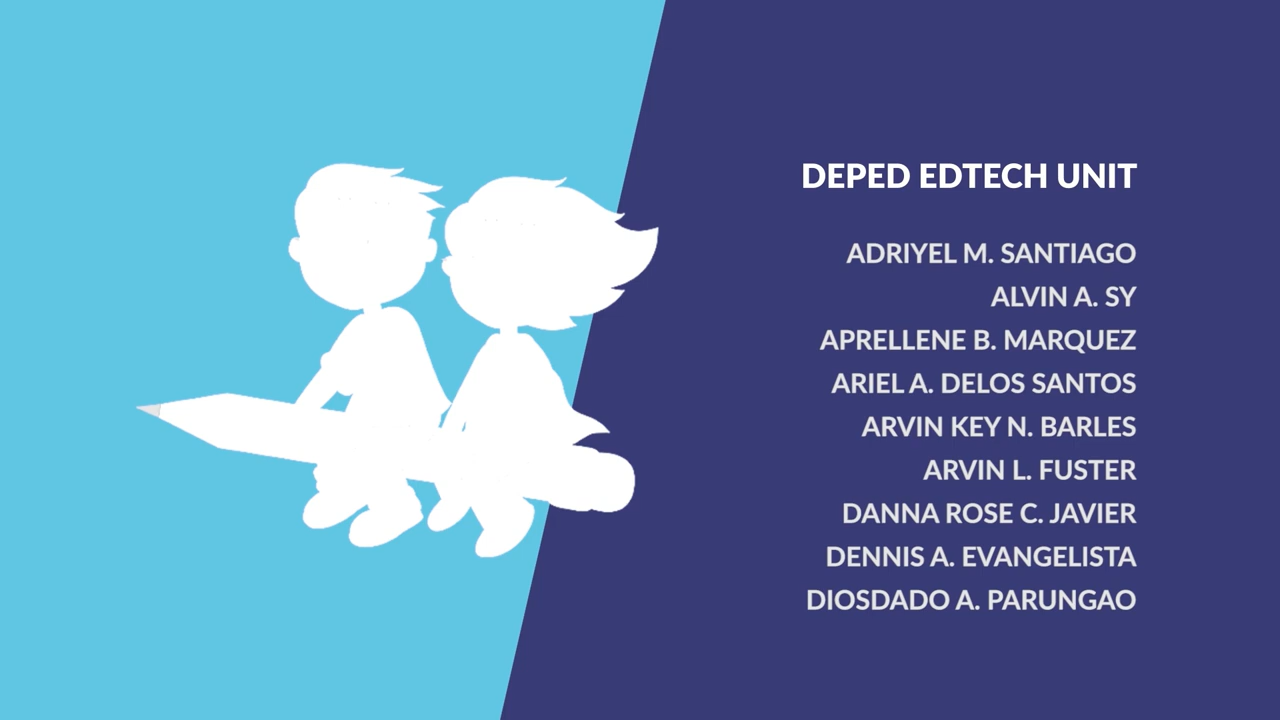 DEPED EDTECH UNIT
ADRIYEL M. SANTIAGO
ALVIN A. SY
APRELLENE B. MARQUEZ
ARIEL A. DELOS SANTOS
ARVIN KEY N. BARLES
ARVIN L. FUSTER
DANNA ROSE C. JAVIER
DENNIS A. EVANGELISTA
DIOSDADO A. PARUNGAO